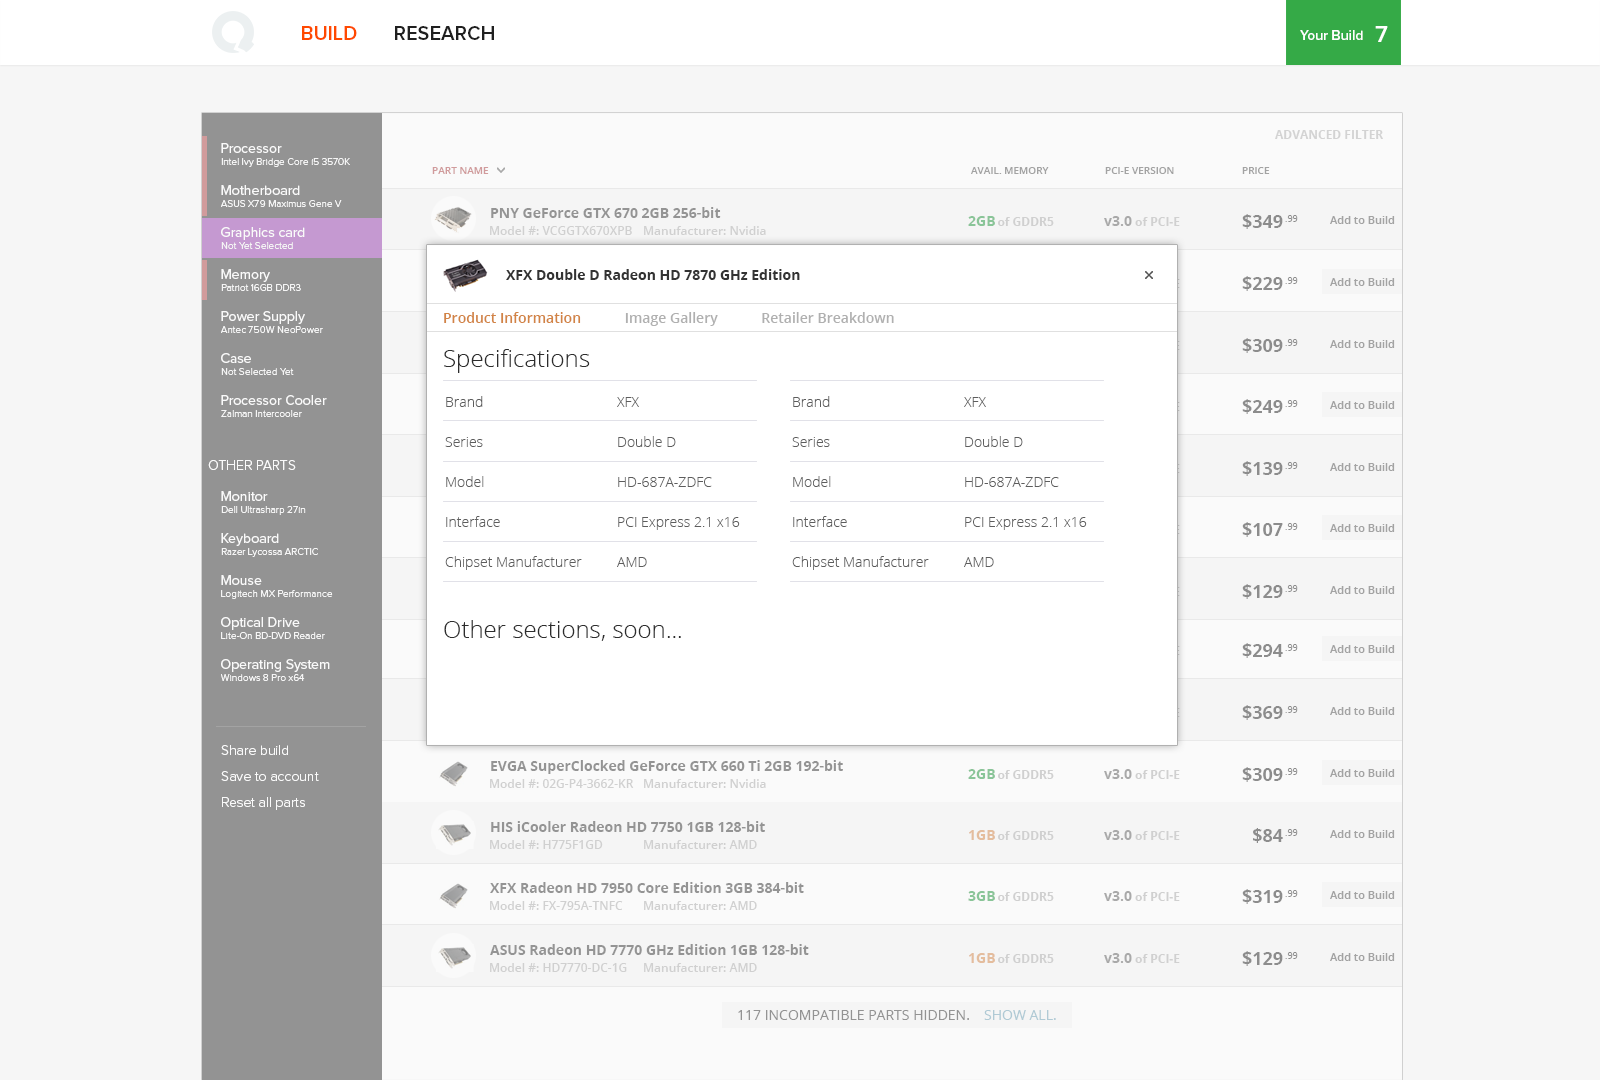 BUILD RESEARCH
Your Build 7
Processor
Intel Ivy Bridge Core i5 3570K
Motherboard
ASUS X79 Maximus Gene V
Graphics card
Not Yet Selected
Memory
Patriot 16GB DDR3
Power Supply
Antec 750W NeoPower
Case
Not Selected Yet
Processor Cooler
Zalman Intercooler
OTHER PARTS
Monitor
Dell Ultrasharp 27in
Keyboard
Razer Lycossa ARCTIC
Mouse
Logitech MX Performance
Optical Drive
Lite-On BD-DVD Reader
Operating System
Windows 8 Pro x64
Share build
Save to account
Reset all parts
ADVANCED FILTER
PART NAME AVAIL. MEMORY PCI-E VERSION PRICE
PNY GeForce GTX 670 2GB 256-bit
Model #: VCGGTX670XPB Manufacturer: Nvidia
2GB of GDDR5 v3.0 of PCI-E $349.99 Add to Build
$229.99 Add to Build
$309.99 Add to Build
$249.99 Add to Build
$139.99 Add to Build
$107.99 Add to Build
$129.99 Add to Build
$294.99 Add to Build
$369.99 Add to Build
XFX Double D Radeon HD 7870 GHz Edition ×
Product Information Image Gallery Retailer Breakdown
Specifications
Brand XFX Brand XFX
Series Double D Series Double D
Model HD-687A-ZDFC Model HD-687A-ZDFC
Interface PCI Express 2.1 x16 Interface PCI Express 2.1 x16
Chipset Manufacturer AMD Chipset Manufacturer AMD
Other sections, soon...
EVGA SuperClocked GeForce GTX 660 Ti 2GB 192-bit
Model #: 02G-P4-3662-KR Manufacturer: Nvidia
2GB of GDDR5 v3.0 of PCI-E $309.99 Add to Build
HIS iCooler Radeon HD 7750 1GB 128-bit
Model #: H775F1GD Manufacturer: AMD
1GB of GDDR5 v3.0 of PCI-E $84.99 Add to Build
XFX Radeon HD 7950 Core Edition 3GB 384-bit
Model #: FX-795A-TNFC Manufacturer: AMD
3GB of GDDR5 v3.0 of PCI-E $319.99 Add to Build
ASUS Radeon HD 7770 GHz Edition 1GB 128-bit
Model #: HD7770-DC-1G Manufacturer: AMD
1GB of GDDR5 v3.0 of PCI-E $129.99 Add to Build
117 INCOMPATIBLE PARTS HIDDEN. SHOW ALL.